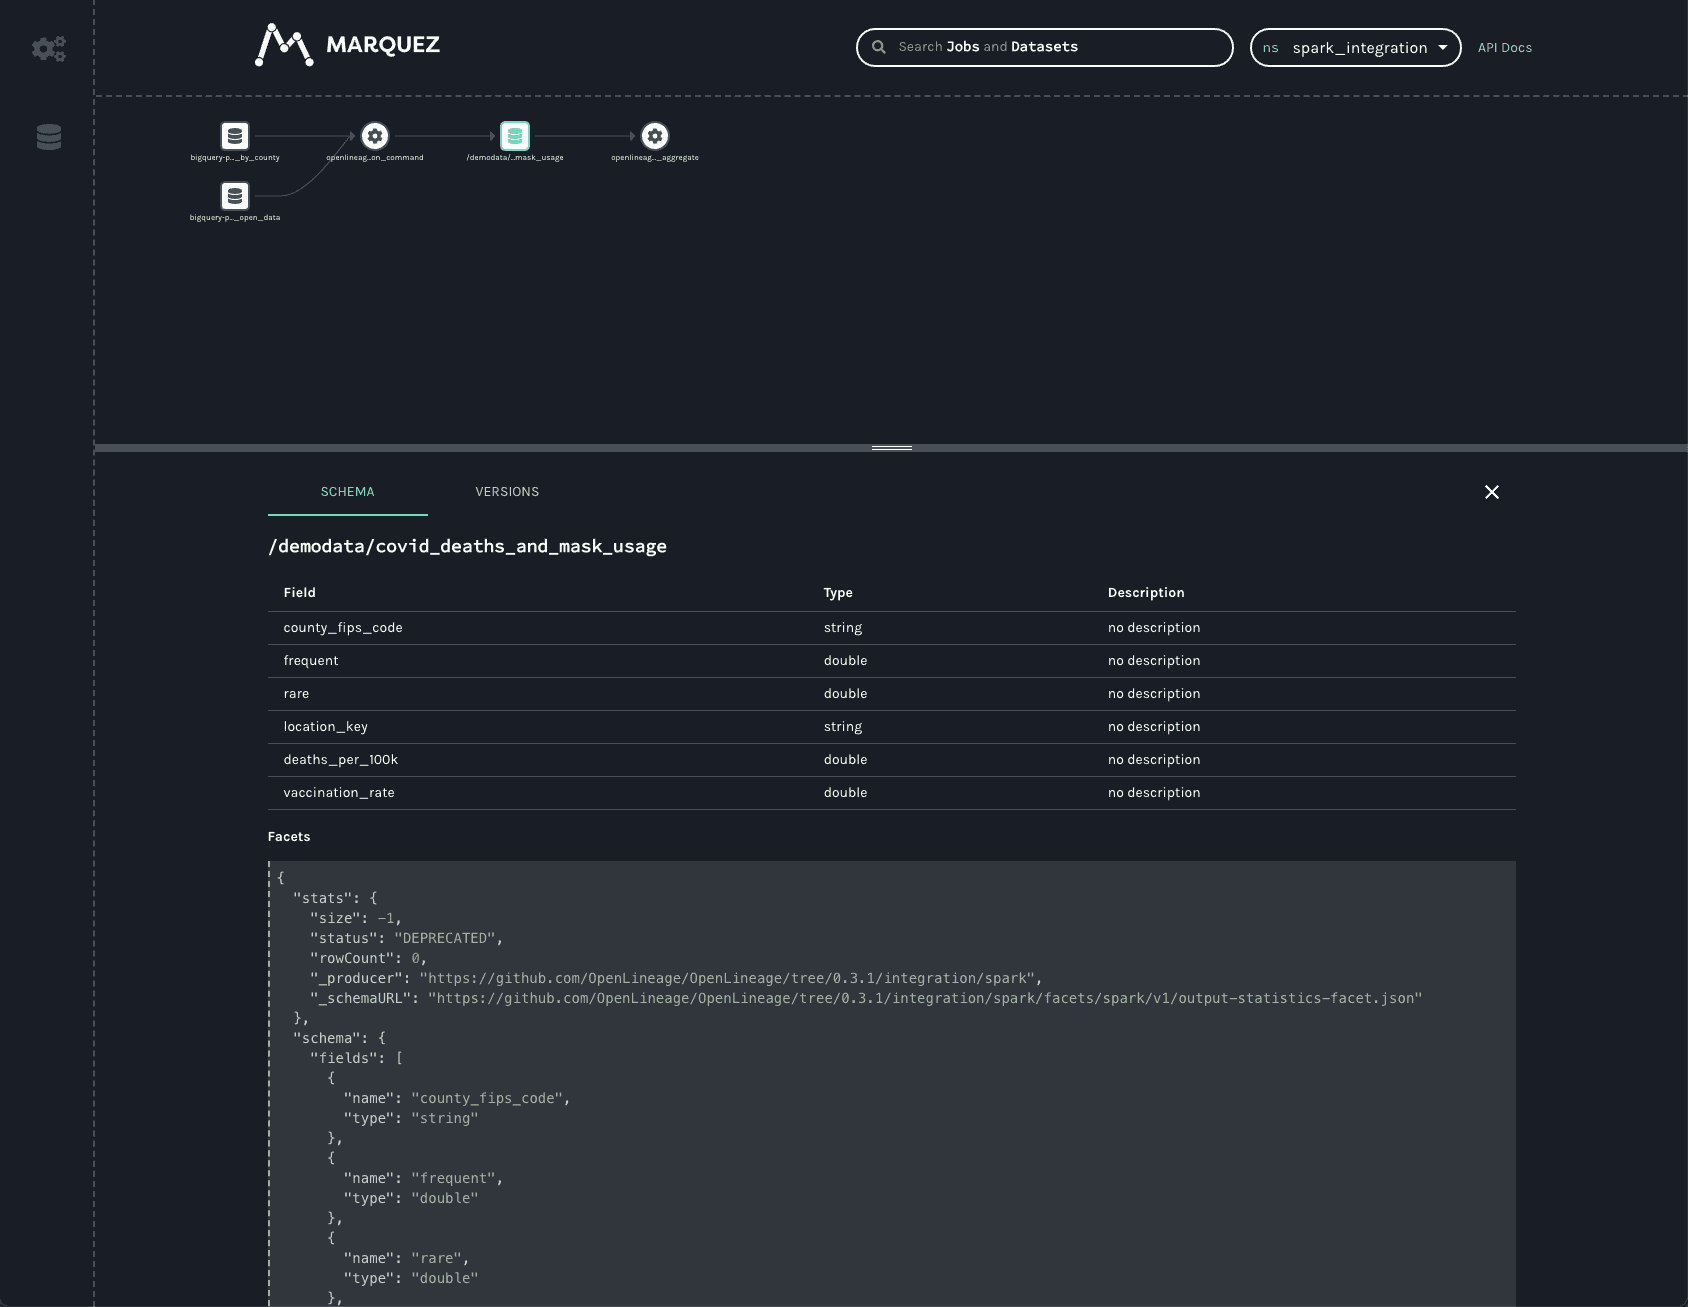 MARQUEZ
Search Jobs and Datasets
ns spark_integration
API Docs
bigquery-p..._by_county
openlineag...on_command
/demodata/...mask_usage
openlineag..._aggregate
bigquery-p..._open_data
SCHEMA VERSIONS
/demodata/covid_deaths_and_mask_usage
Field Type Description
county_fips_code string no description
frequent double no description
rare double no description
location_key string no description
deaths_per_100k double no description
vaccination_rate double no description
Facets
{
"stats": {
"size": -1,
"status": "DEPRECATED",
"rowCount": 0,
"_producer": "https://github.com/OpenLineage/OpenLineage/tree/0.3.1/integration/spark",
"_schemaURL": "https://github.com/OpenLineage/OpenLineage/tree/0.3.1/integration/spark/facets/spark/v1/output-statistics-facet.json"
},
"schema": {
"fields": [
{
"name": "county_fips_code",
"type": "string"
},
{
"name": "frequent",
"type": "double"
},
{
"name": "rare",
"type": "double"
},